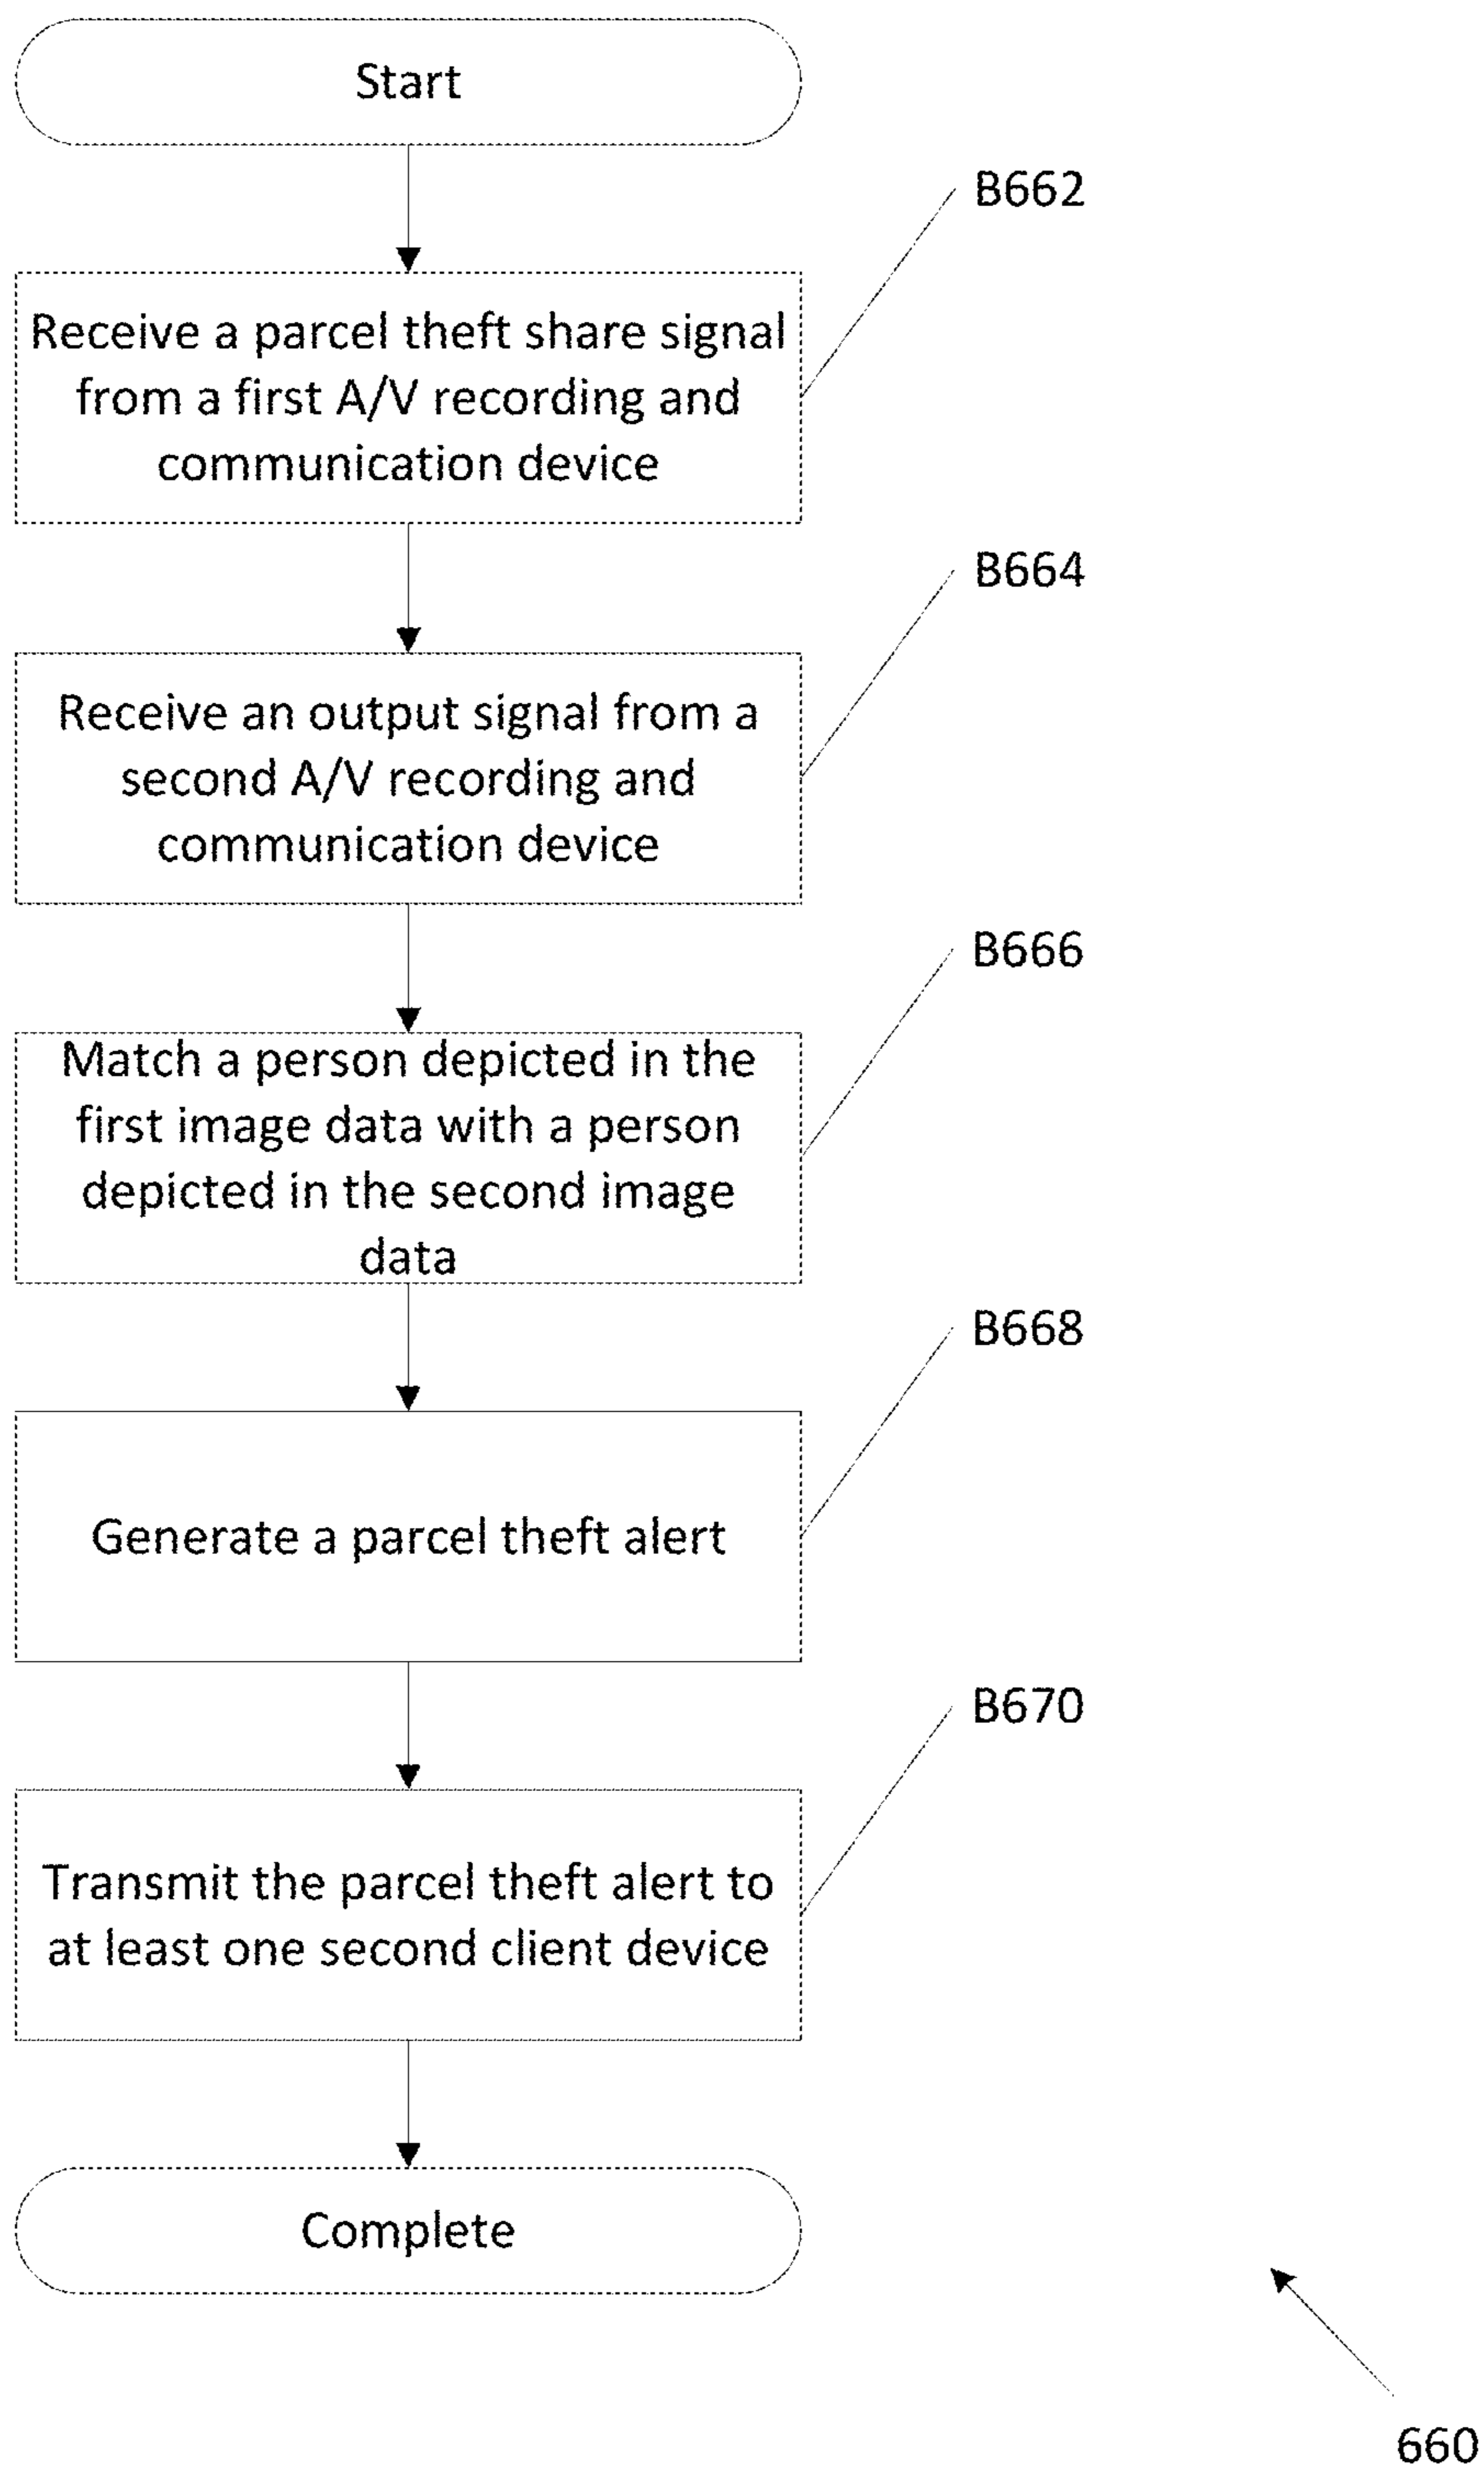 Start
B662
Receive a parcel theft share signal
from a first A/V recording and
communication device
B664
Receive an output signal from a
second A/V recording and
communication device
B666
Match a person depicted in the
first image data with a person
depicted in the second image
data
B668
Generate a parcel theft alert
B670
Transmit the parcel theft alert to
at least one second client device
Complete
660